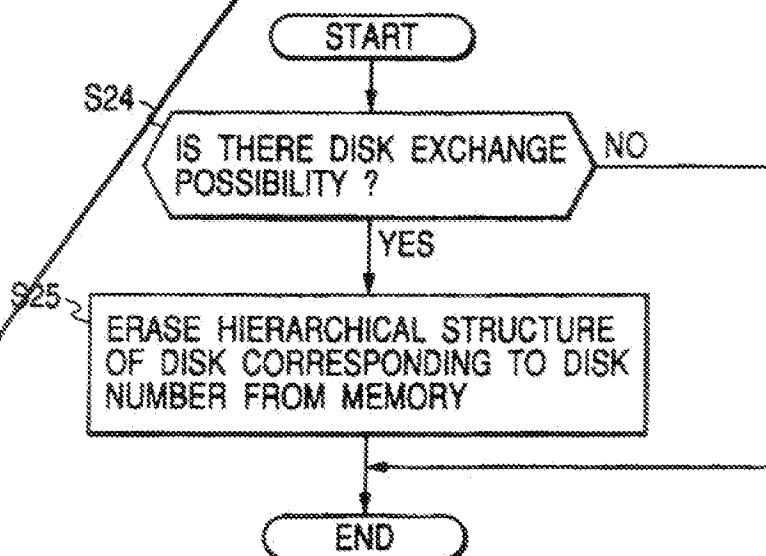 START
S24
IS THERE DISK EXCHANGE
POSSIBILITY ?
NO
YES
S25
ERASE HIERARCHICAL STRUCTURE
OF DISK CORRESPONDING TO DISK
NUMBER FROM MEMORY
END